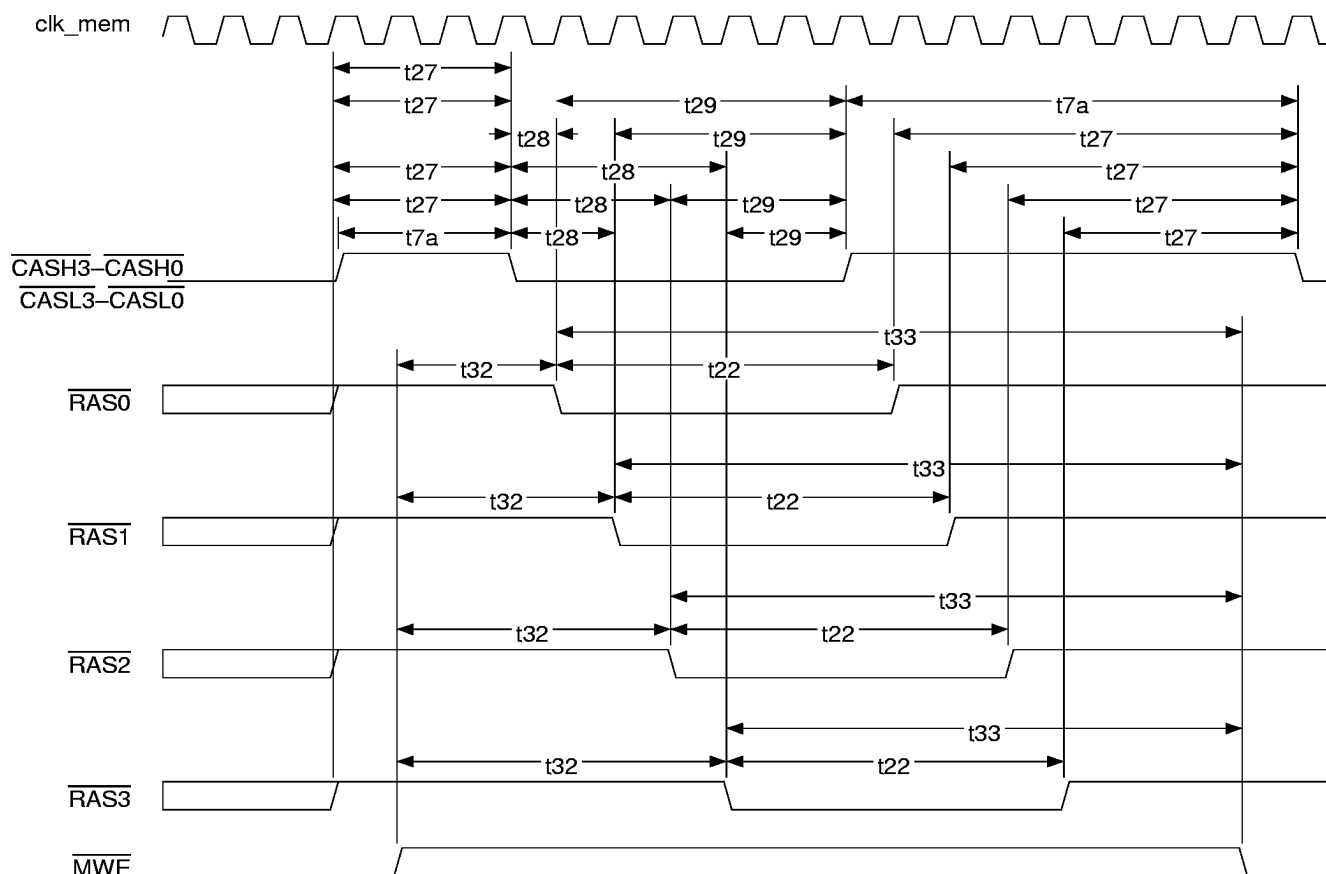 clk_mem
t27
t27 t29 t7a
t28 t29 t27
t27 t28 t27
t27 t28 t29 t27
t7a t28 t29 t27
CASH3–CASH0
CASL3–CASL0
t33
t32 t22
RAS0
t33
t32 t22
RAS1
t33
t32 t22
RAS2
t33
t32 t22
RAS3
MWE